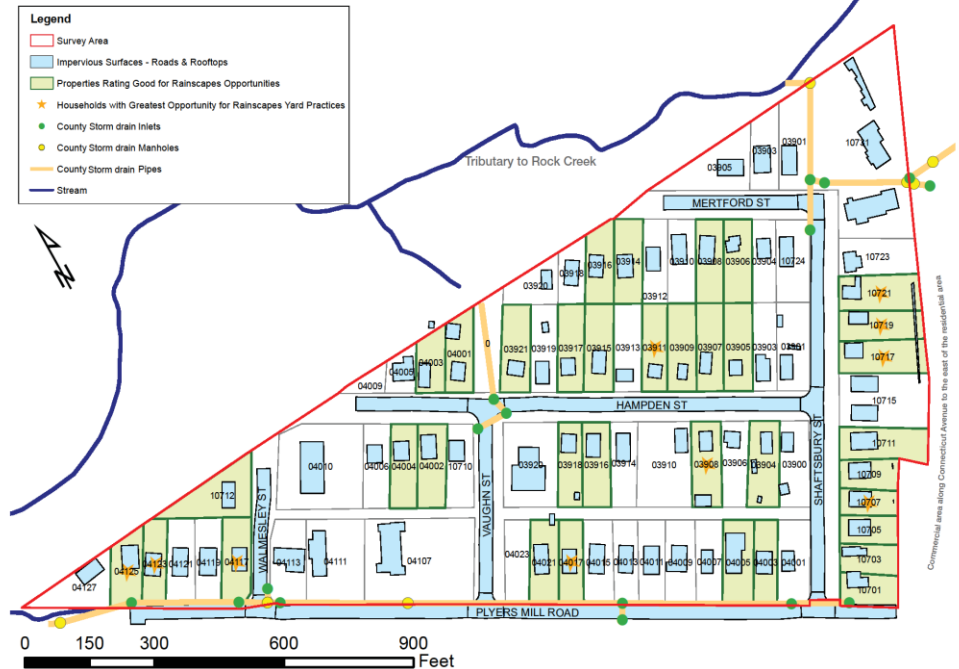 Legend
Survey Area
Impervious Surfaces - Roads & Rooftops
Properties Rating Good for Rainscapes Opportunities
Households with Greatest Opportunity for Rainscapes Yard Practices
County Storm drain Inlets
County Storm drain Manholes
County Storm drain Pipes
Stream
Tributary to Rock Creek
N
03901
03903
03905
10731
MERTFORD ST
10723
03916 03914
03918
03920
03910 03908 03906 03904 10724
03912
10721
10719
10717
0
04001
04003
04005
04009
03921 03919 03917 03915 03913 03911 03909 03907 03905 03903 03901
10715
HAMPDEN ST
SHAFTSBURY ST
Commercial area along Connecticut Avenue to the east of the residential area
04010
04006 04004 04002 10710
03920 03918 03916 03914 03910 03908 03906 03904 03900
10711
10709
10707
10705
10703
10701
10712
WALMESLEY ST
VAUGHN ST
04127 04125 04123 04121 04119 04117 04113 04111 04107
04023 04021 04017 04015 04013 04011 04009 04007 04005 04003 04001
PLYERS MILL ROAD
0 150 300 600 900
Feet